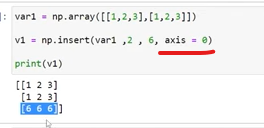 ]: var1 = np.array([[1,2,3],[1,2,3]])
v1 = np.insert(var1 ,2 , 6, axis = 0)
print(v1)
[[1 2 3]
[1 2 3]
[6 6 6]]